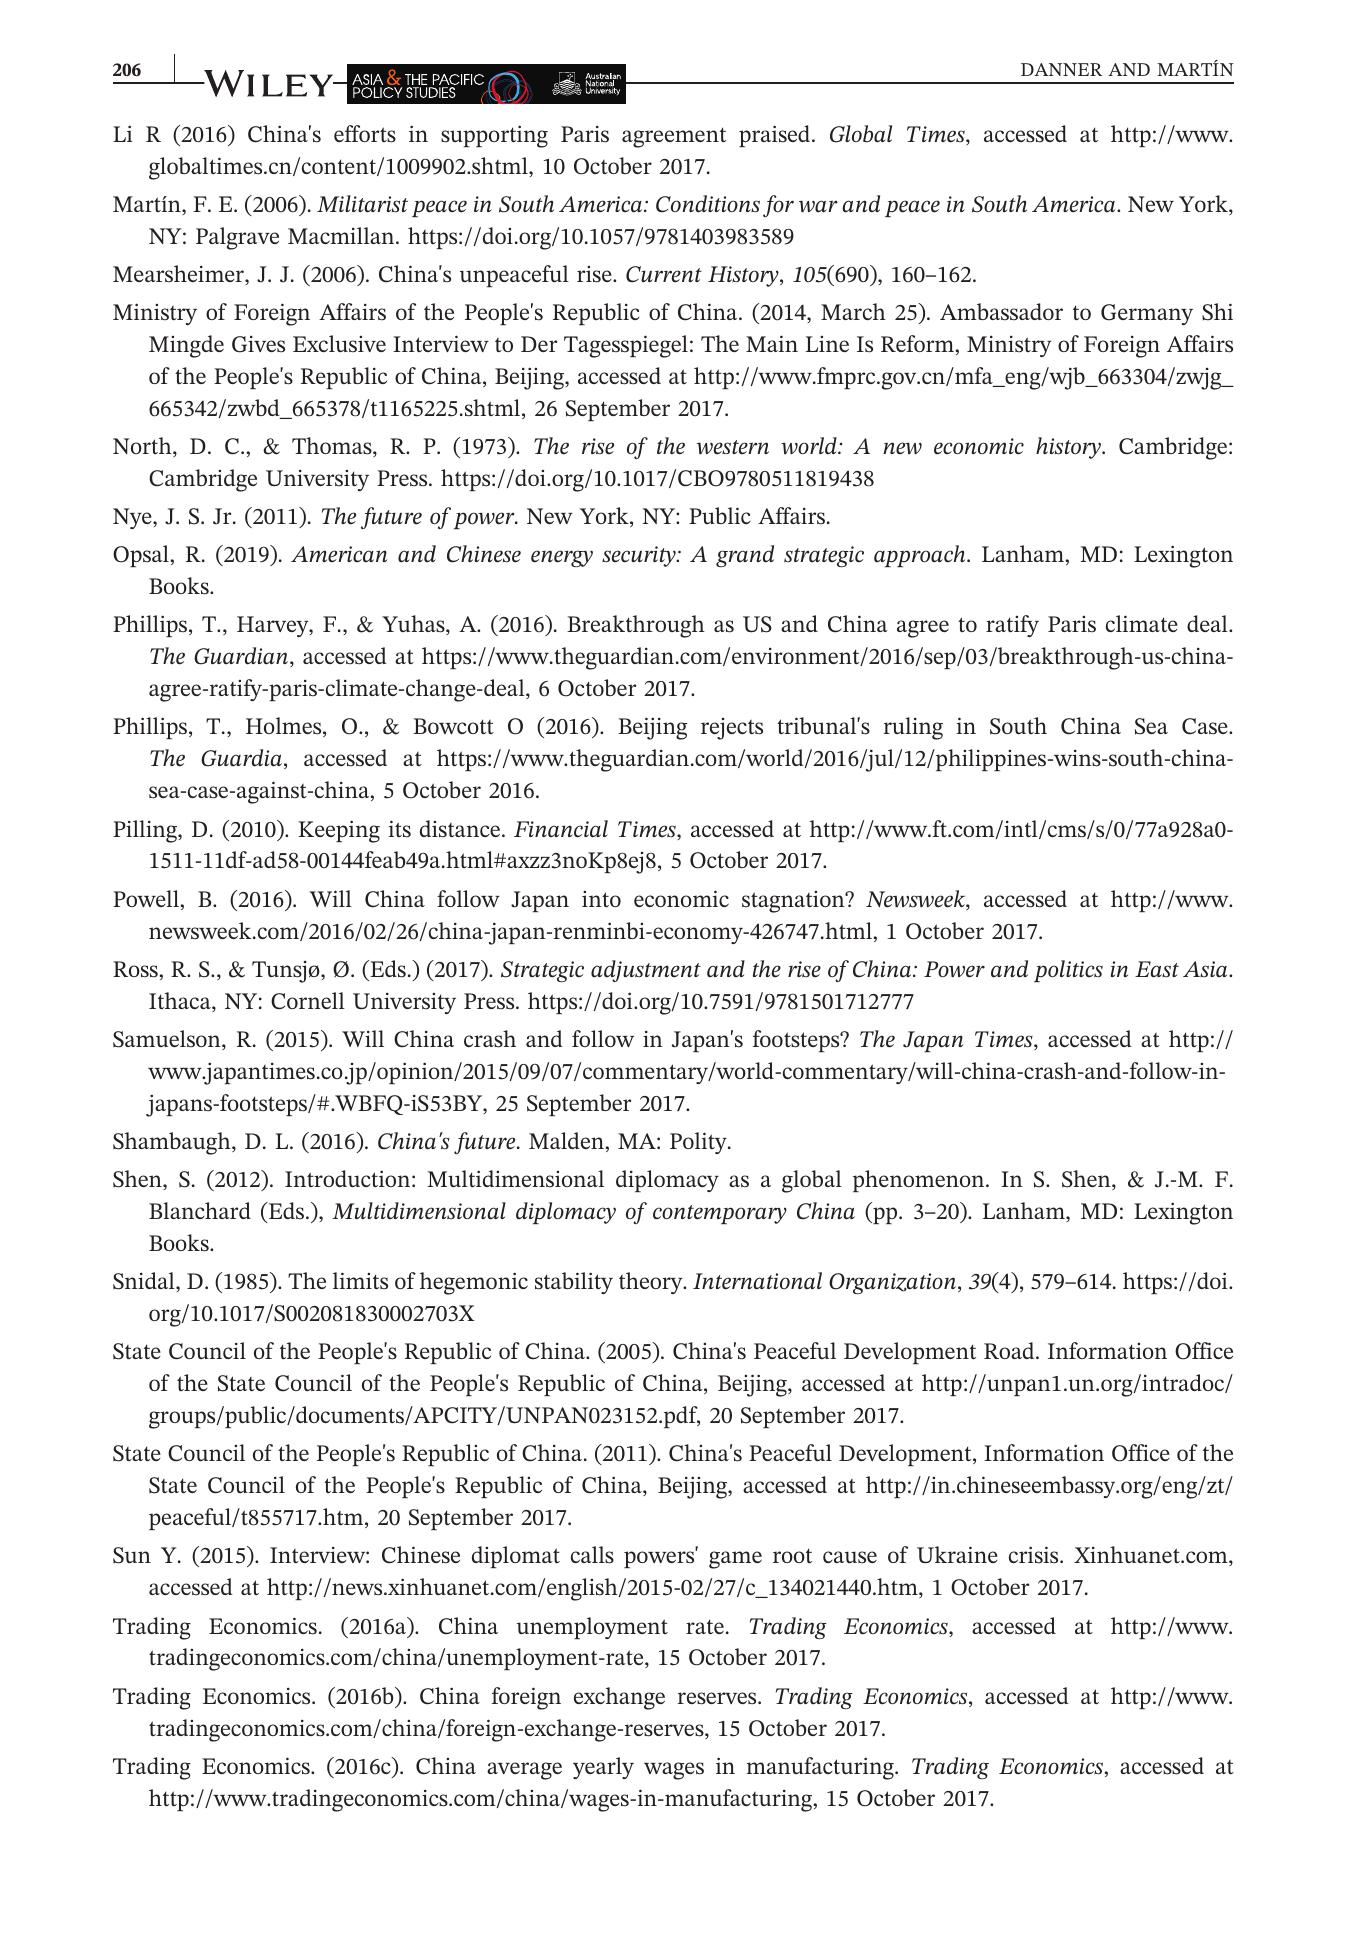 206
WILEY
ASIA & THE PACIFIC
POLICY STUDIES
Australian
National
University
DANNER AND MARTÍN
Li R (2016) China's efforts in supporting Paris agreement praised. Global Times, accessed at http://www.
globaltimes.cn/content/1009902.shtml, 10 October 2017.
Martín, F. E. (2006). Militarist peace in South America: Conditions for war and peace in South America. New York,
NY: Palgrave Macmillan. https://doi.org/10.1057/9781403983589
Mearsheimer, J. J. (2006). China's unpeaceful rise. Current History, 105(690), 160–162.
Ministry of Foreign Affairs of the People's Republic of China. (2014, March 25). Ambassador to Germany Shi
Mingde Gives Exclusive Interview to Der Tagesspiegel: The Main Line Is Reform, Ministry of Foreign Affairs
of the People's Republic of China, Beijing, accessed at http://www.fmprc.gov.cn/mfa_eng/wjb_663304/zwjg_
665342/zwbd_665378/t1165225.shtml, 26 September 2017.
North, D. C., & Thomas, R. P. (1973). The rise of the western world: A new economic history. Cambridge:
Cambridge University Press. https://doi.org/10.1017/CBO9780511819438
Nye, J. S. Jr. (2011). The future of power. New York, NY: Public Affairs.
Opsal, R. (2019). American and Chinese energy security: A grand strategic approach. Lanham, MD: Lexington
Books.
Phillips, T., Harvey, F., & Yuhas, A. (2016). Breakthrough as US and China agree to ratify Paris climate deal.
The Guardian, accessed at https://www.theguardian.com/environment/2016/sep/03/breakthrough-us-china-
agree-ratify-paris-climate-change-deal, 6 October 2017.
Phillips, T., Holmes, O., & Bowcott O (2016). Beijing rejects tribunal's ruling in South China Sea Case.
The Guardia, accessed at https://www.theguardian.com/world/2016/jul/12/philippines-wins-south-china-
sea-case-against-china, 5 October 2016.
Pilling, D. (2010). Keeping its distance. Financial Times, accessed at http://www.ft.com/intl/cms/s/0/77a928a0-
1511-11df-ad58-00144feab49a.html#axzz3noKp8ej8, 5 October 2017.
Powell, B. (2016). Will China follow Japan into economic stagnation? Newsweek, accessed at http://www.
newsweek.com/2016/02/26/china-japan-renminbi-economy-426747.html, 1 October 2017.
Ross, R. S., & Tunsjø, Ø. (Eds.) (2017). Strategic adjustment and the rise of China: Power and politics in East Asia.
Ithaca, NY: Cornell University Press. https://doi.org/10.7591/9781501712777
Samuelson, R. (2015). Will China crash and follow in Japan's footsteps? The Japan Times, accessed at http://
www.japantimes.co.jp/opinion/2015/09/07/commentary/world-commentary/will-china-crash-and-follow-in-
japans-footsteps/#.WBFQ-iS53BY, 25 September 2017.
Shambaugh, D. L. (2016). China's future. Malden, MA: Polity.
Shen, S. (2012). Introduction: Multidimensional diplomacy as a global phenomenon. In S. Shen, & J.-M. F.
Blanchard (Eds.), Multidimensional diplomacy of contemporary China (pp. 3–20). Lanham, MD: Lexington
Books.
Snidal, D. (1985). The limits of hegemonic stability theory. International Organization, 39(4), 579–614. https://doi.
org/10.1017/S002081830002703X
State Council of the People's Republic of China. (2005). China's Peaceful Development Road. Information Office
of the State Council of the People's Republic of China, Beijing, accessed at http://unpan1.un.org/intradoc/
groups/public/documents/APCITY/UNPAN023152.pdf, 20 September 2017.
State Council of the People's Republic of China. (2011). China's Peaceful Development, Information Office of the
State Council of the People's Republic of China, Beijing, accessed at http://in.chineseembassy.org/eng/zt/
peaceful/t855717.htm, 20 September 2017.
Sun Y. (2015). Interview: Chinese diplomat calls powers' game root cause of Ukraine crisis. Xinhuanet.com,
accessed at http://news.xinhuanet.com/english/2015-02/27/c_134021440.htm, 1 October 2017.
Trading Economics. (2016a). China unemployment rate. Trading Economics, accessed at http://www.
tradingeconomics.com/china/unemployment-rate, 15 October 2017.
Trading Economics. (2016b). China foreign exchange reserves. Trading Economics, accessed at http://www.
tradingeconomics.com/china/foreign-exchange-reserves, 15 October 2017.
Trading Economics. (2016c). China average yearly wages in manufacturing. Trading Economics, accessed at
http://www.tradingeconomics.com/china/wages-in-manufacturing, 15 October 2017.